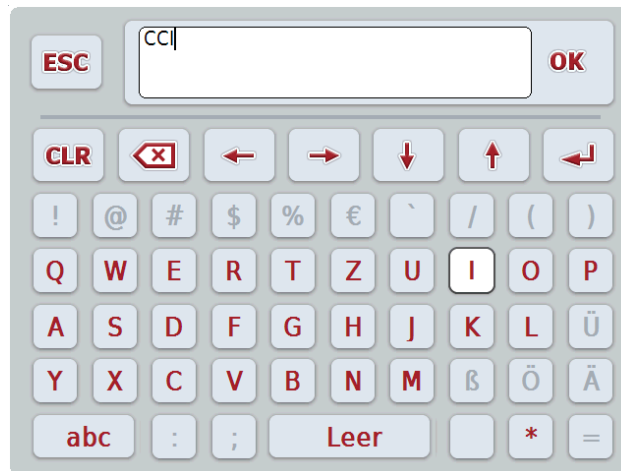 CCI
ESC
OK
CLR
! @ # $ % € ` / ( )
Q W E R T Z U I O P
A S D F G H J K L Ü
Y X C V B N M ß Ö Ä
abc : ; Leer * =